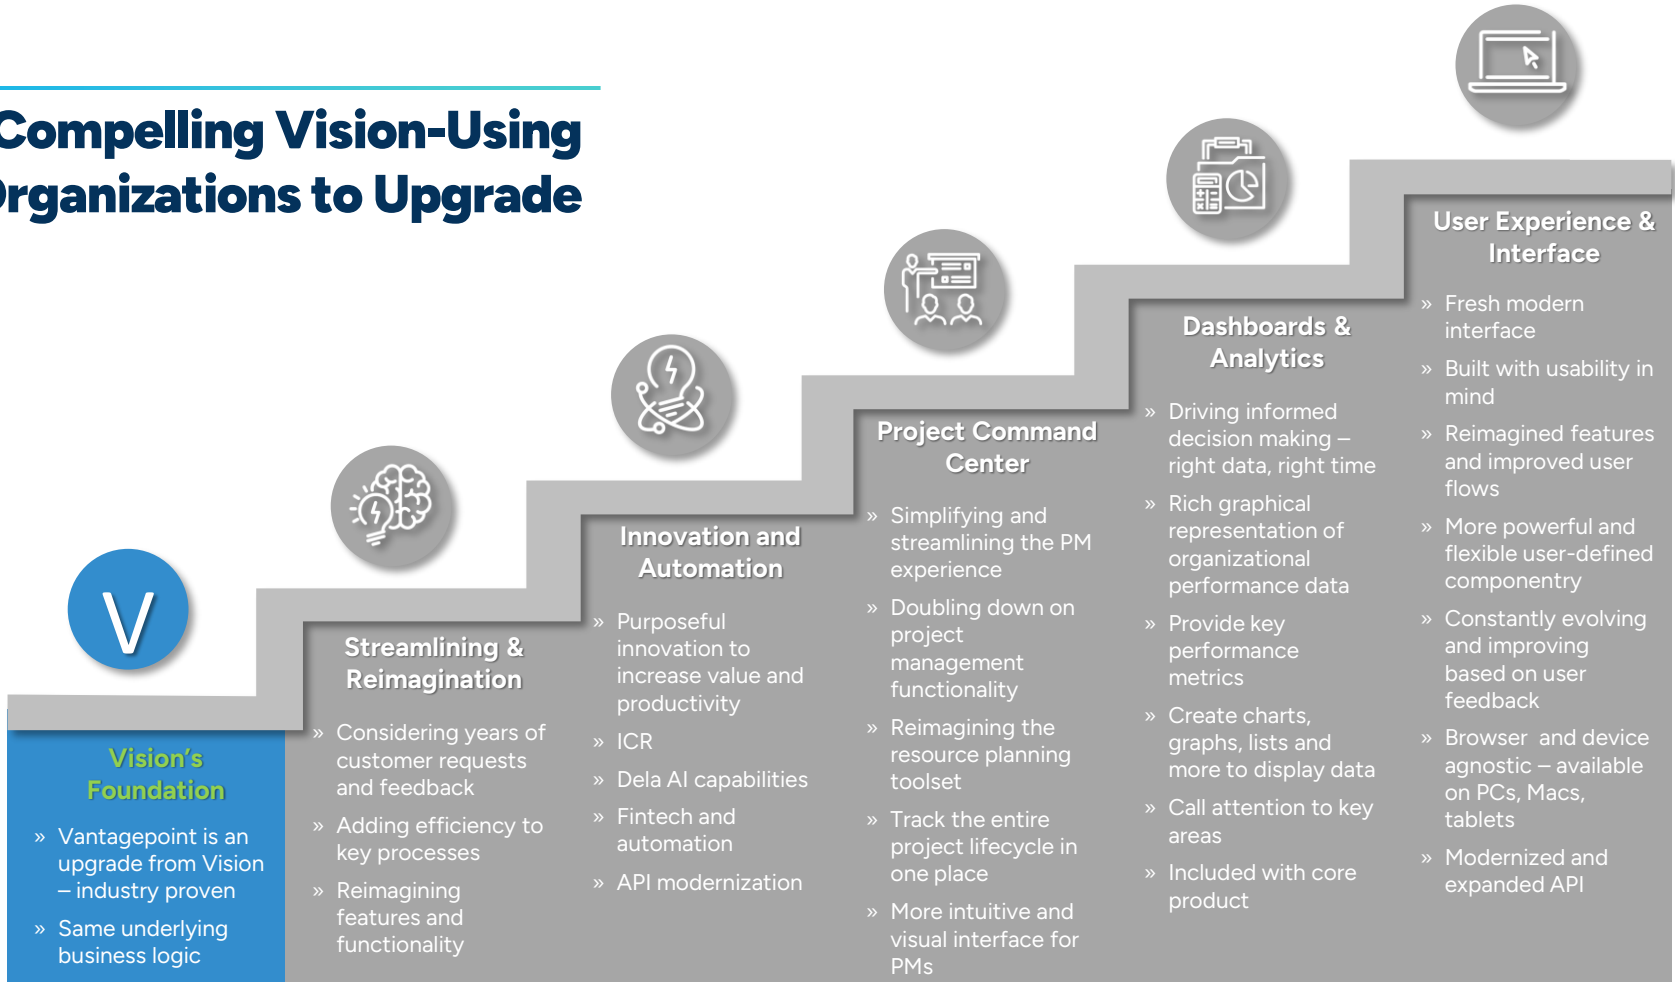 Compelling Vision-Using
Organizations to Upgrade
V
Vision's
Foundation
» Vantagepoint is an
upgrade from Vision
– industry proven
» Same underlying
business logic
Streamlining &
Reimagination
» Considering years of
customer requests
and feedback
» Adding efficiency to
key processes
» Reimagining
features and
functionality
Innovation and
Automation
» Purposeful
innovation to
increase value and
productivity
» ICR
» Dela AI capabilities
» Fintech and
automation
» API modernization
Project Command
Center
» Simplifying and
streamlining the PM
experience
» Doubling down on
project
management
functionality
» Reimagining the
resource planning
toolset
» Track the entire
project lifecycle in
one place
» More intuitive and
visual interface for
PMs
Dashboards &
Analytics
» Driving informed
decision making –
right data, right time
» Rich graphical
representation of
organizational
performance data
» Provide key
performance
metrics
» Create charts,
graphs, lists and
more to display data
» Call attention to key
areas
» Included with core
product
User Experience &
Interface
» Fresh modern
interface
» Built with usability in
mind
» Reimagined features
and improved user
flows
» More powerful and
flexible user-defined
componentry
» Constantly evolving
and improving
based on user
feedback
» Browser and device
agnostic – available
on PCs, Macs,
tablets
» Modernized and
expanded API